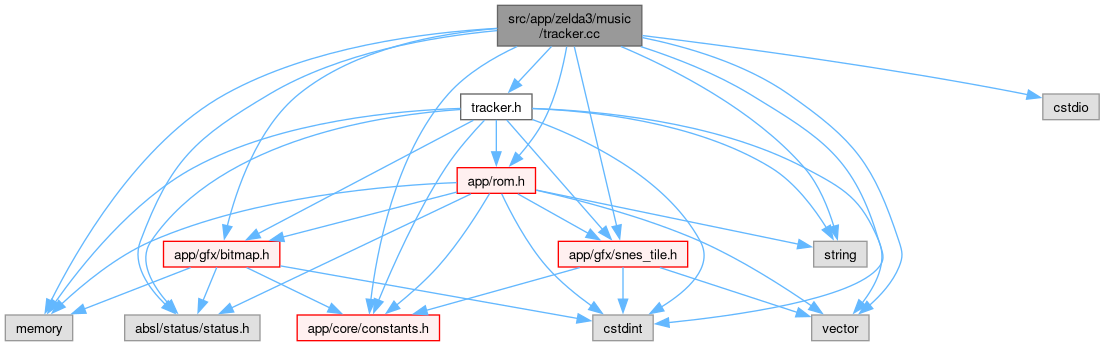 src/app/zelda3/music
/tracker.cc
tracker.h
cstdio
app/rom.h
app/gfx/bitmap.h
app/gfx/snes_tile.h
string
memory
absl/status/status.h
app/core/constants.h
cstdint
vector